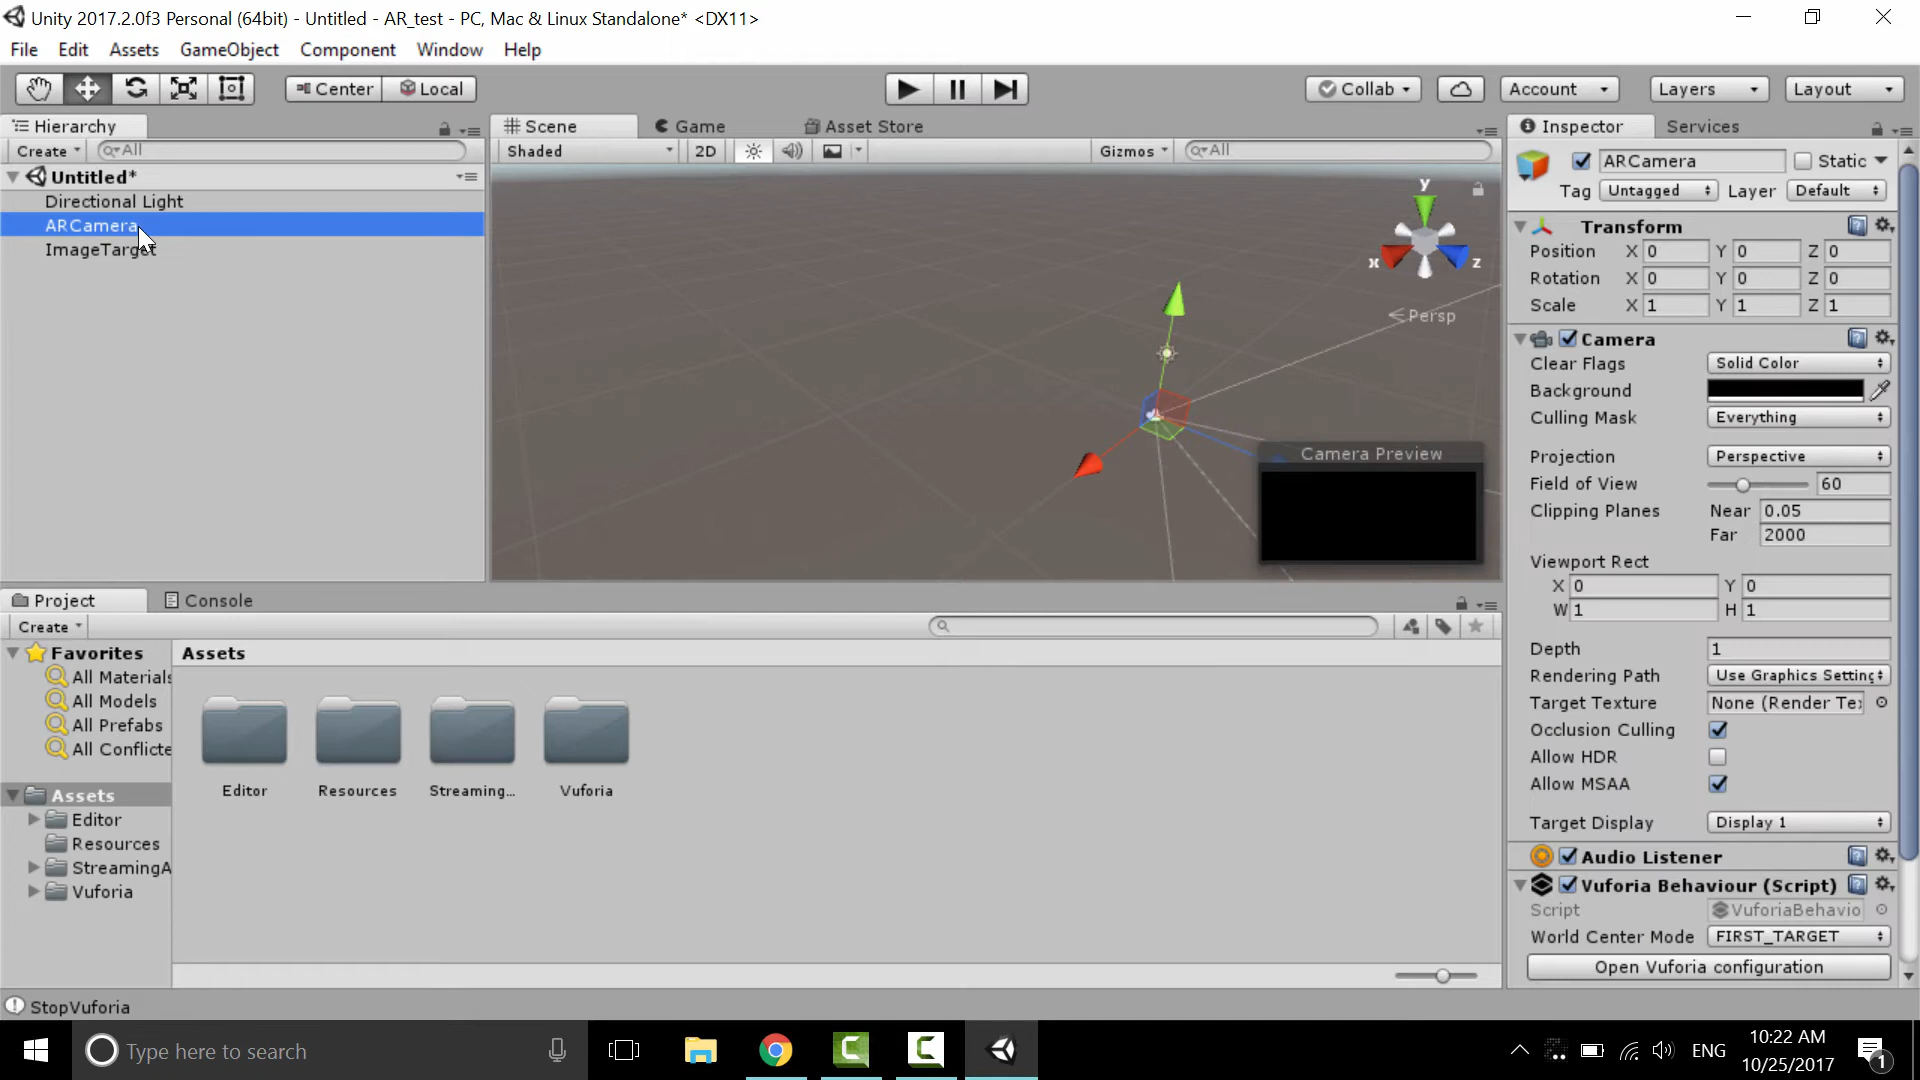 Unity 2017.2.0f3 Personal (64bit) - Untitled - AR_test - PC, Mac & Linux Standalone* <DX11>
File Edit Assets GameObject Component Window Help
Center Local Collab Account Layers Layout
Hierarchy
Create All
Untitled*
Directional Light
ARCamera
ImageTarget
Scene Game Asset Store
Shaded 2D Gizmos All
y
x z
Persp
Camera Preview
Inspector Services
ARCamera Static
Tag Untagged Layer Default
Transform
Position X 0 Y 0 Z 0
Rotation X 0 Y 0 Z 0
Scale X 1 Y 1 Z 1
Camera
Clear Flags Solid Color
Background
Culling Mask Everything
Projection Perspective
Field of View 60
Clipping Planes Near 0.05
Far 2000
Viewport Rect
X 0 Y 0
W 1 H 1
Depth 1
Rendering Path Use Graphics Setting
Target Texture None (Render Te
Occlusion Culling
Allow HDR
Allow MSAA
Target Display Display 1
Audio Listener
Vuforia Behaviour (Script)
Script VuforiaBehavio
World Center Mode FIRST_TARGET
Open Vuforia configuration
Project Console
Create
Favorites
All Materials
All Models
All Prefabs
All Conflicte
Assets
Editor
Resources
StreamingA
Vuforia
Assets
Editor Resources Streaming... Vuforia
StopVuforia
Type here to search
ENG
10:22 AM
10/25/2017
1